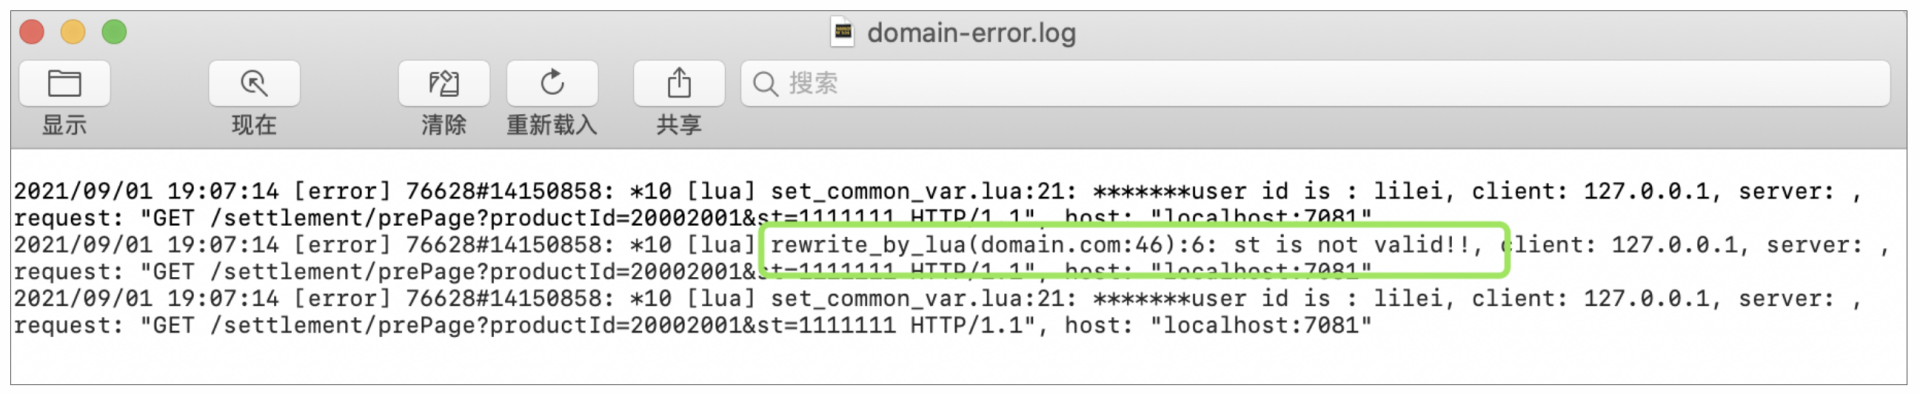 domain-error.log
搜索
显示 现在 清除 重新载入 共享
2021/09/01 19:07:14 [error] 76628#14150858: *10 [lua] set_common_var.lua:21: *******user id is : lilei, client: 127.0.0.1, server: ,
request: "GET /settlement/prePage?productId=20002001&st=1111111 HTTP/1.1", host: "localhost:7081"
2021/09/01 19:07:14 [error] 76628#14150858: *10 [lua] rewrite_by_lua(domain.com:46):6: st is not valid!!, client: 127.0.0.1, server: ,
request: "GET /settlement/prePage?productId=20002001&st=1111111 HTTP/1.1", host: "localhost:7081"
2021/09/01 19:07:14 [error] 76628#14150858: *10 [lua] set_common_var.lua:21: *******user id is : lilei, client: 127.0.0.1, server: ,
request: "GET /settlement/prePage?productId=20002001&st=1111111 HTTP/1.1", host: "localhost:7081"